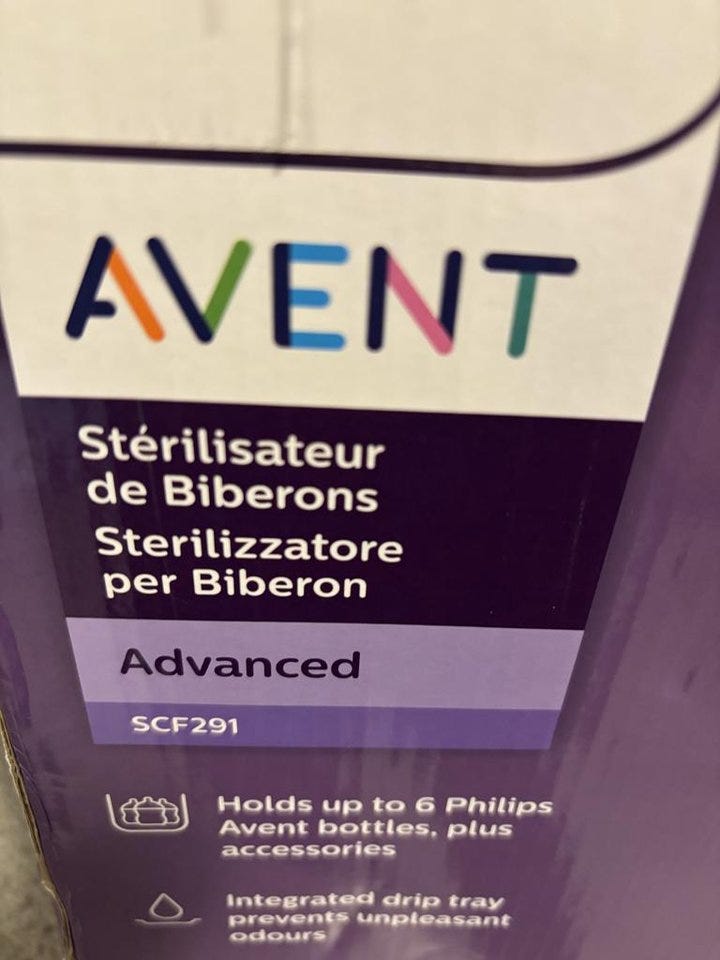 AVENT
Stérilisateur
de Biberons
Sterilizzatore
per Biberon
Advanced
SCF291
Holds up to 6 Philips
Avent bottles, plus
accessories
Integrated drip tray
prevents unpleasant
odours